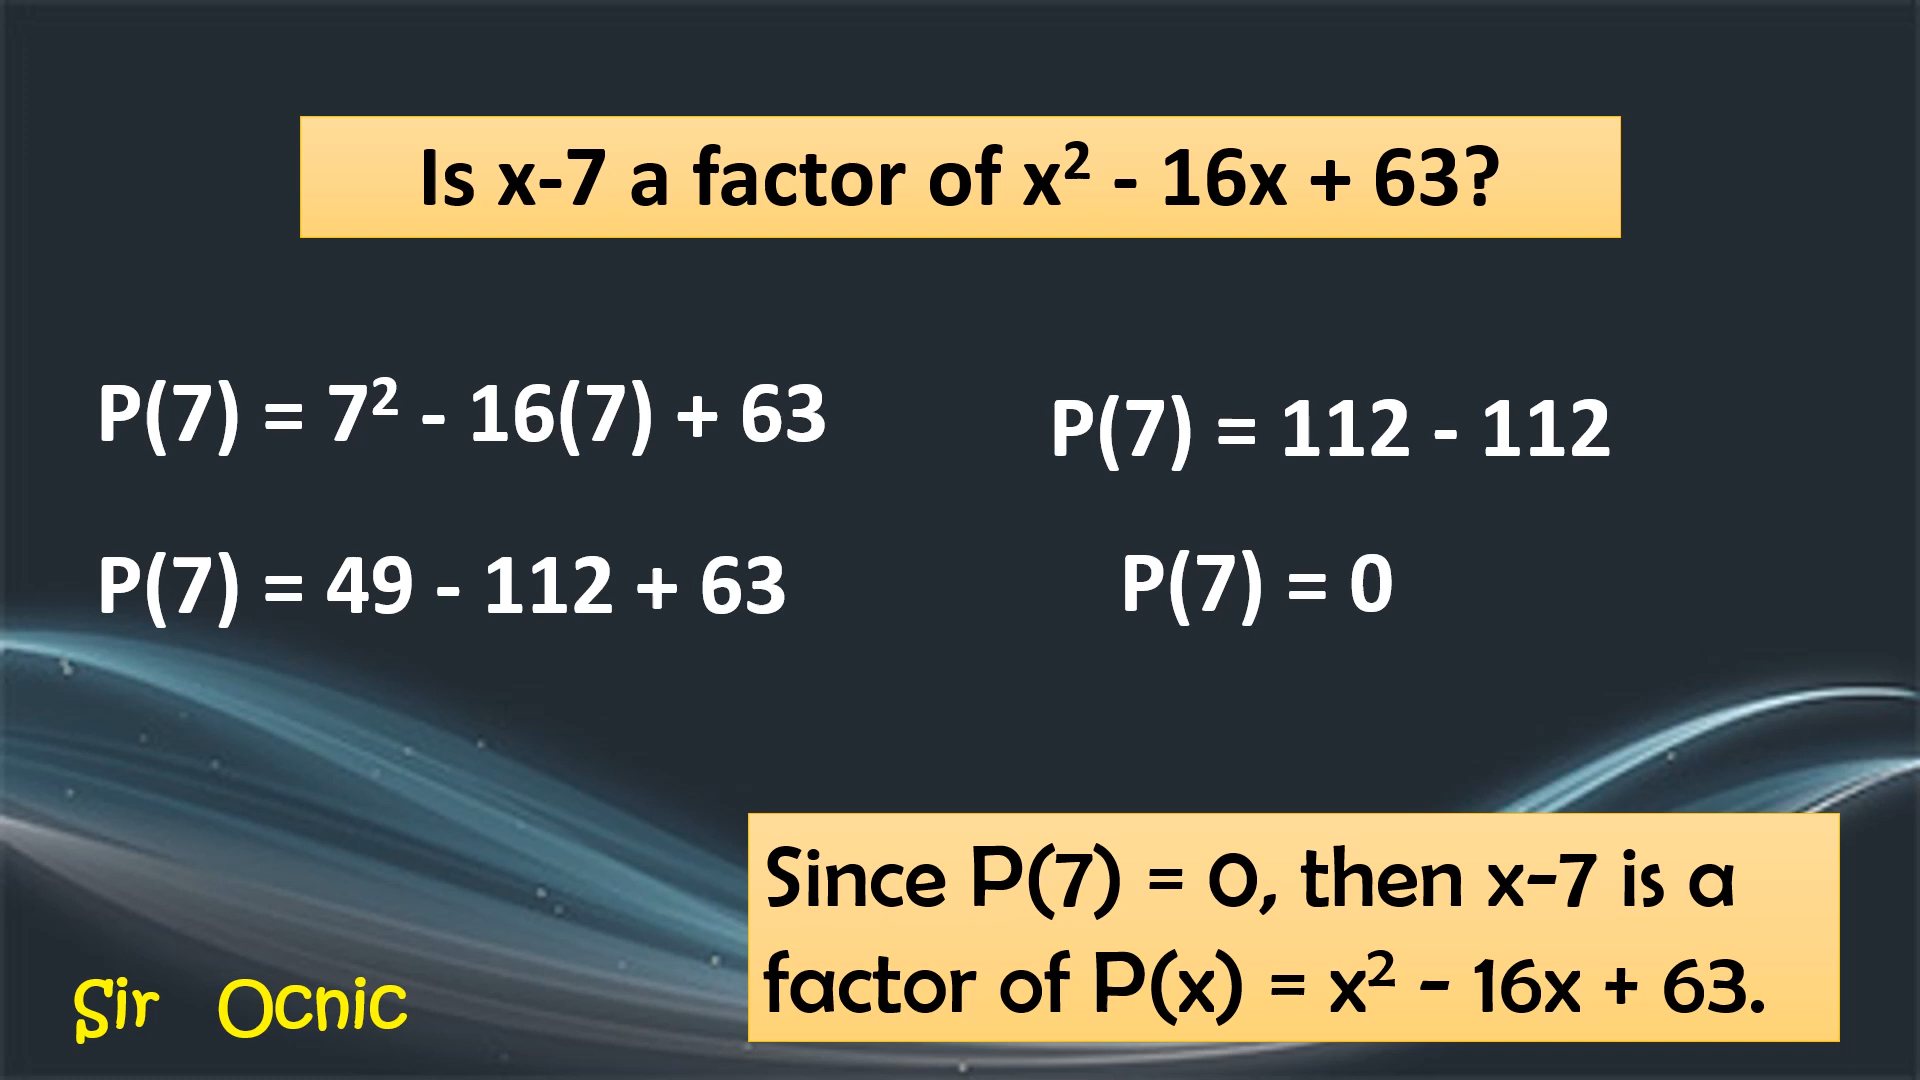 Is x-7 a factor of x² - 16x + 63?
P(7) = 7² - 16(7) + 63
P(7) = 49 - 112 + 63
P(7) = 112 - 112
P(7) = 0
Since P(7) = 0, then x-7 is a
factor of P(x) = x² - 16x + 63.
Sir Ocnic